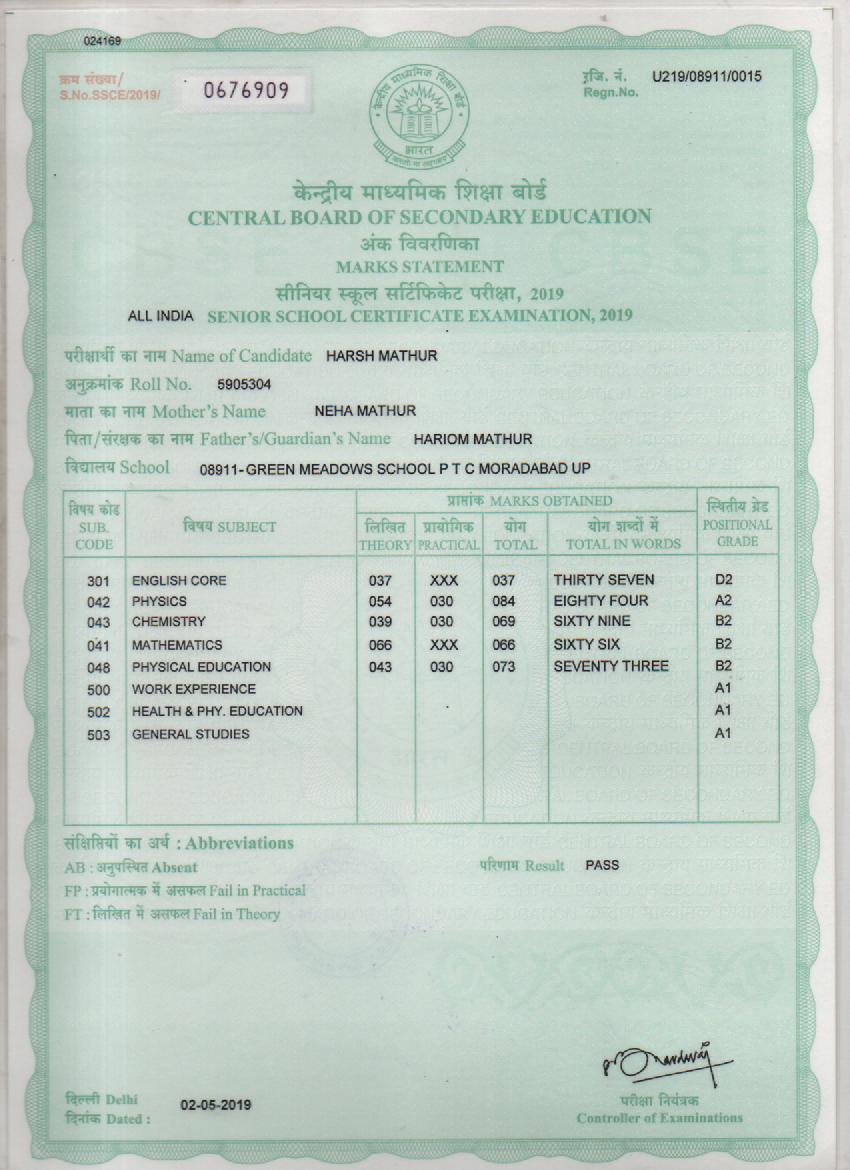 024169
क्रम संख्या/
S.No.SSCE/2019/ 0676909
रजि. नं. U219/08911/0015
Regn.No.
केन्द्रीय माध्यमिक शिक्षा बोर्ड
भारत
केन्द्रीय माध्यमिक शिक्षा बोर्ड
CENTRAL BOARD OF SECONDARY EDUCATION
अंक विवरणिका
MARKS STATEMENT
सीनियर स्कूल सर्टिफिकेट परीक्षा, 2019
ALL INDIA SENIOR SCHOOL CERTIFICATE EXAMINATION, 2019
CBSE
परीक्षार्थी का नाम Name of Candidate HARSH MATHUR
अनुक्रमांक Roll No. 5905304
माता का नाम Mother's Name NEHA MATHUR
पिता/संरक्षक का नाम Father's/Guardian's Name HARIOM MATHUR
विद्यालय School 08911-GREEN MEADOWS SCHOOL P T C MORADABAD UP
विषय कोड SUB. CODE विषय SUBJECT प्राप्तांक MARKS OBTAINED स्थितीय ग्रेड POSITIONAL GRADE
लिखित THEORY प्रायोगिक PRACTICAL योग TOTAL योग शब्दों में TOTAL IN WORDS
301 ENGLISH CORE 037 XXX 037 THIRTY SEVEN D2
042 PHYSICS 054 030 084 EIGHTY FOUR A2
043 CHEMISTRY 039 030 069 SIXTY NINE B2
041 MATHEMATICS 066 XXX 066 SIXTY SIX B2
048 PHYSICAL EDUCATION 043 030 073 SEVENTY THREE B2
500 WORK EXPERIENCE A1
502 HEALTH & PHY. EDUCATION A1
503 GENERAL STUDIES A1
संक्षिप्तियों का अर्थ : Abbreviations
AB : अनुपस्थित Absent परिणाम Result PASS
FP : प्रयोगात्मक में असफल Fail in Practical
FT : लिखित में असफल Fail in Theory
दिल्ली Delhi
दिनांक Dated : 02-05-2019
परीक्षा नियंत्रक
Controller of Examinations